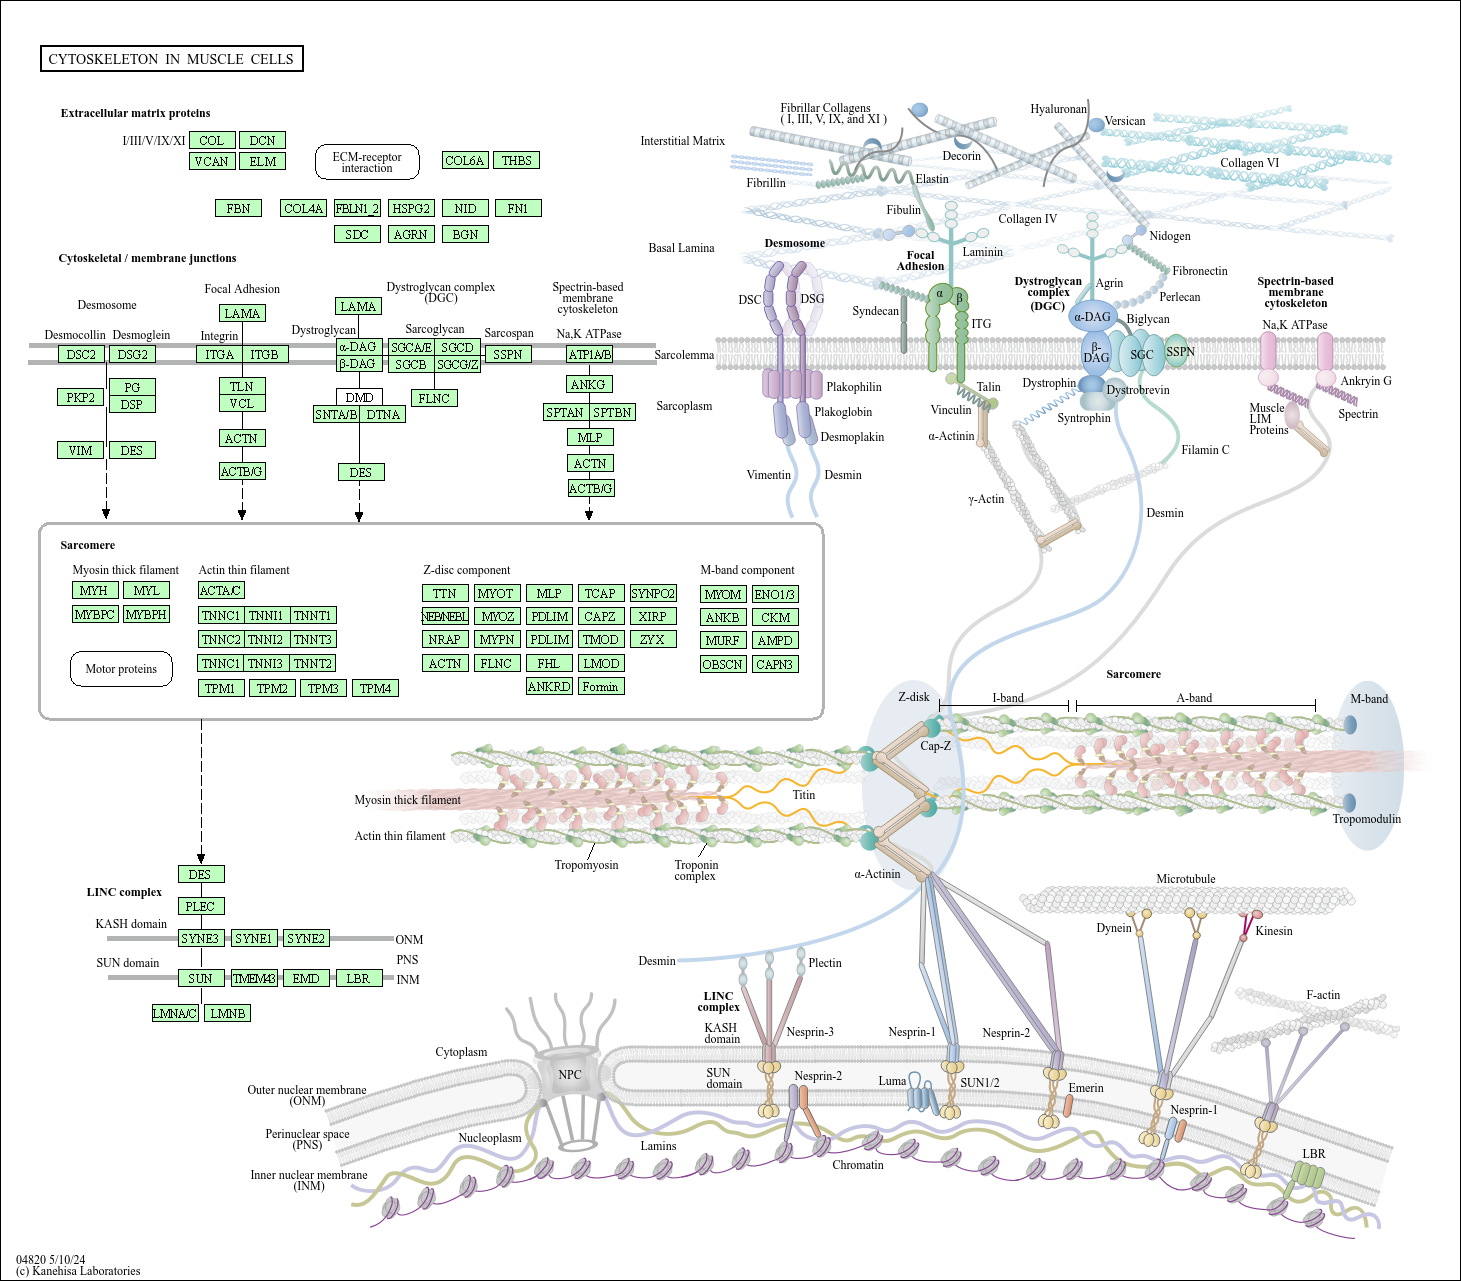 CYTOSKELETON IN MUSCLE CELLS
Extracellular matrix proteins
I/III/V/IX/XI
COL
DCN
VCAN
ELM
ECM-receptor
interaction
COL6A
THBS
FBN
COL4A
FBLN1_2
HSPG2
NID
FN1
SDC
AGRN
BGN
Cytoskeletal / membrane junctions
Desmosome
Focal Adhesion
Dystroglycan complex
(DGC)
Spectrin-based
membrane
cytoskeleton
LAMA
LAMA
Desmocollin
Desmoglein
Integrin
Dystroglycan
Sarcoglycan
Sarcospan
Na,K ATPase
DSC2
DSG2
ITGA
ITGB
α-DAG
β-DAG
SGCA/E
SGCD
SGCB
SGCG/Z
SSPN
ATP1A/B
PKP2
PG
DSP
TLN
VCL
DMD
SNTA/B
DTNA
FLNC
ANKG
SPTAN
SPTBN
MLP
VIM
DES
ACTN
ACTB/G
DES
ACTN
ACTB/G
Sarcomere
Myosin thick filament
Actin thin filament
Z-disc component
M-band component
MYH
MYL
MYBPC
MYBPH
Motor proteins
ACTA/C
TNNC1
TNNI1
TNNT1
TNNC2
TNNI2
TNNT3
TNNC1
TNNI3
TNNT2
TPM1
TPM2
TPM3
TPM4
TTN
MYOT
MLP
TCAP
SYNPO2
MYOZ
PDLIM
CAPZ
XIRP
NRAP
MYPN
PDLIM
TMOD
ZYX
ACTN
FLNC
FHL
LMOD
ANKRD
Formin
MYOM
ENO1/3
ANKB
CKM
MURF
AMPD
OBSCN
CAPN3
DES
LINC complex
PLEC
KASH domain
SYNE3
SYNE1
SYNE2
ONM
PNS
SUN domain
SUN
TMEM43
EMD
LBR
INM
LMNA/C
LMNB
Interstitial Matrix
Fibrillar Collagens
( I, III, V, IX, and XI )
Hyaluronan
Versican
Collagen VI
Decorin
Fibrillin
Elastin
Fibulin
Collagen IV
Nidogen
Basal Lamina
Desmosome
Focal
Adhesion
Laminin
Dystroglycan
complex
(DGC)
Agrin
Fibronectin
Perlecan
Spectrin-based
membrane
cytoskeleton
DSC
DSG
Syndecan
α
β
ITG
α-DAG
Biglycan
Na,K ATPase
Sarcolemma
β-
DAG
SGC
SSPN
Plakophilin
Talin
Dystrophin
Dystrobrevin
Ankryin G
Sarcoplasm
Plakoglobin
Vinculin
Syntrophin
Muscle
LIM
Proteins
Spectrin
Desmoplakin
α-Actinin
Filamin C
Vimentin
Desmin
γ-Actin
Desmin
Sarcomere
Z-disk
I-band
A-band
M-band
Cap-Z
Titin
Myosin thick filament
Actin thin filament
Tropomodulin
Tropomyosin
Troponin
complex
α-Actinin
Microtubule
Dynein
Kinesin
Desmin
Plectin
LINC
complex
F-actin
KASH
domain
Nesprin-3
Nesprin-1
Nesprin-2
Cytoplasm
NPC
SUN
domain
Nesprin-2
Luma
SUN1/2
Emerin
Outer nuclear membrane
(ONM)
Nesprin-1
Perinuclear space
(PNS)
Nucleoplasm
Lamins
Chromatin
LBR
Inner nuclear membrane
(INM)
04820 5/10/24
(c) Kanehisa Laboratories